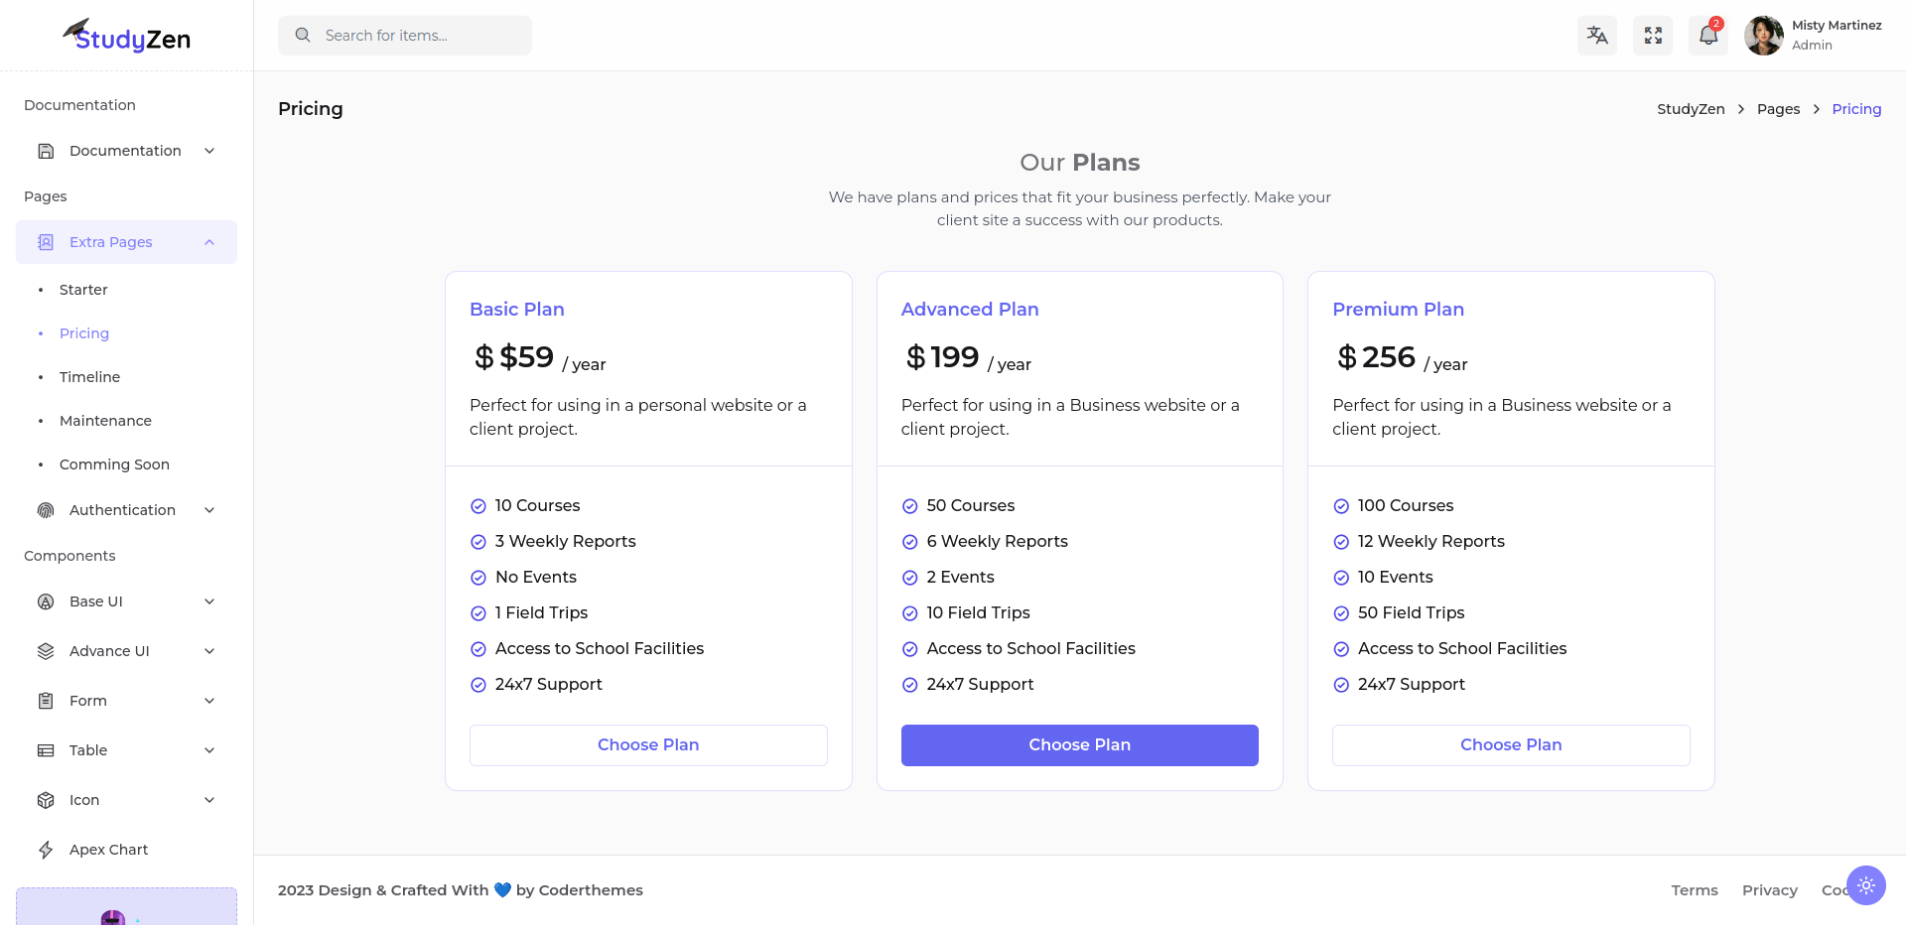 StudyZen
Search for items...
2
Misty Martinez
Admin
Documentation
Documentation
Pages
Extra Pages
Starter
Pricing
Timeline
Maintenance
Comming Soon
Authentication
Components
Base UI
Advance UI
Form
Table
Icon
Apex Chart
Pricing
StudyZen > Pages > Pricing
Our Plans
We have plans and prices that fit your business perfectly. Make your
client site a success with our products.
Basic Plan
$ $59 / year
Perfect for using in a personal website or a
client project.
10 Courses
3 Weekly Reports
No Events
1 Field Trips
Access to School Facilities
24x7 Support
Choose Plan
Advanced Plan
$ 199 / year
Perfect for using in a Business website or a
client project.
50 Courses
6 Weekly Reports
2 Events
10 Field Trips
Access to School Facilities
24x7 Support
Choose Plan
Premium Plan
$ 256 / year
Perfect for using in a Business website or a
client project.
100 Courses
12 Weekly Reports
10 Events
50 Field Trips
Access to School Facilities
24x7 Support
Choose Plan
2023 Design & Crafted With 💙 by Coderthemes
Terms Privacy